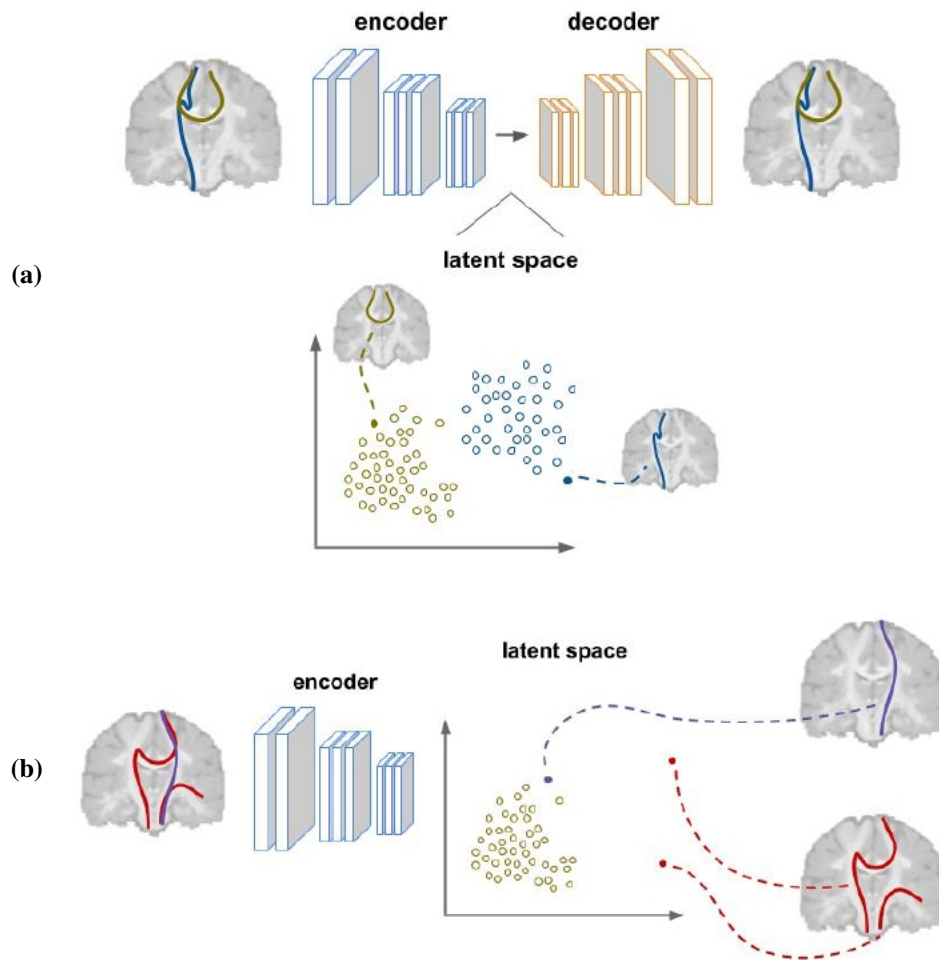 encoder
decoder
latent space
(a)
latent space
encoder
(b)